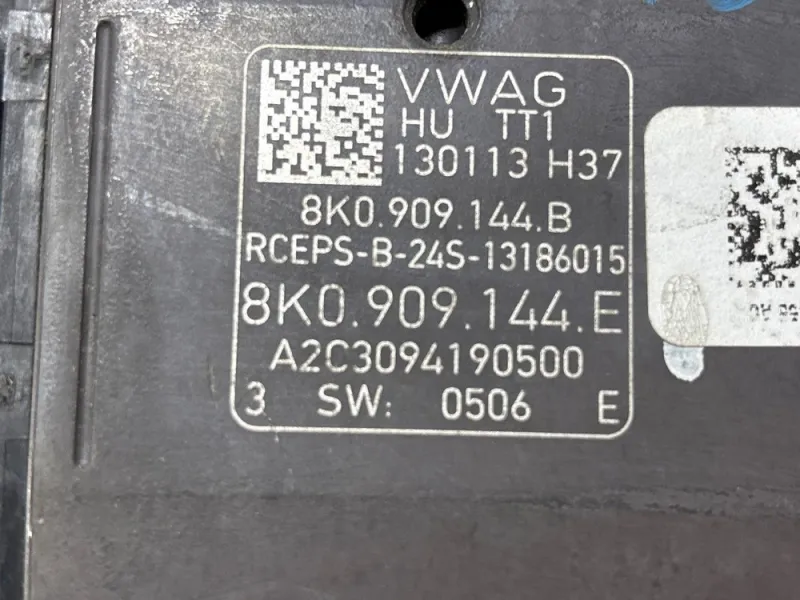 VWAG
HU TT1
130113 H37
8K0.909.144.B
RCEPS-B-24S-13186015
8K0.909.144.E
A2C3094190500
3 SW: 0506 E